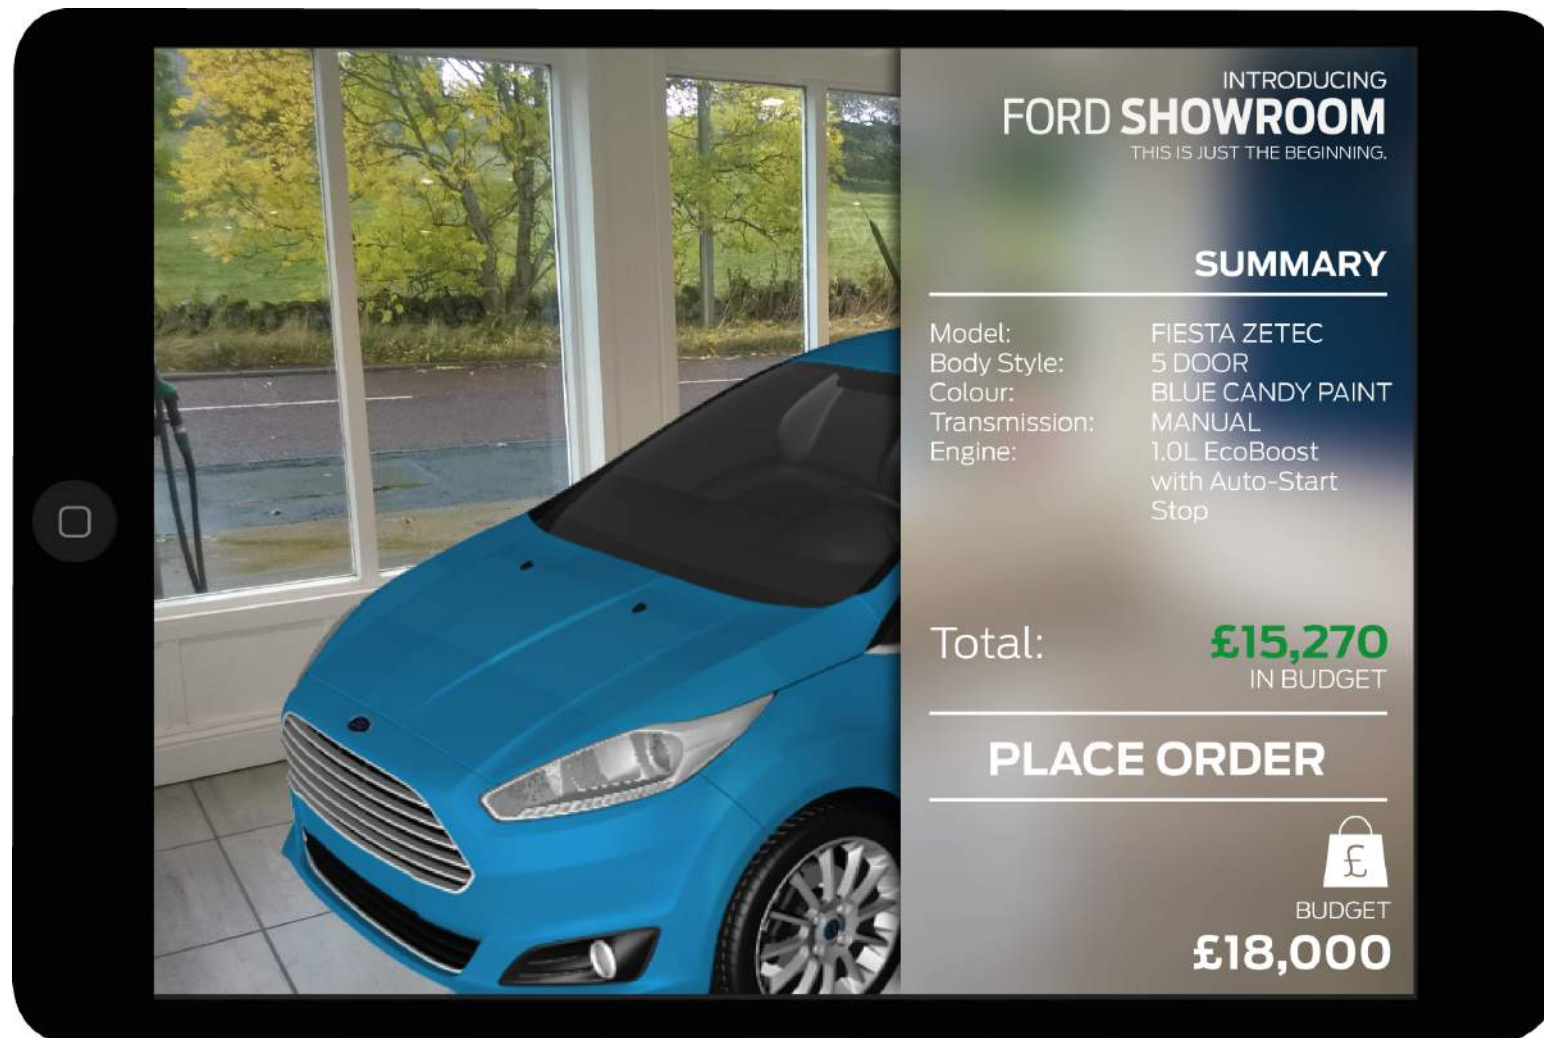 INTRODUCING
FORD SHOWROOM
THIS IS JUST THE BEGINNING.
SUMMARY
Model: FIESTA ZETEC
Body Style: 5 DOOR
Colour: BLUE CANDY PAINT
Transmission: MANUAL
Engine: 1.0L EcoBoost
with Auto-Start
Stop
Total: £15,270
IN BUDGET
PLACE ORDER
£
BUDGET
£18,000